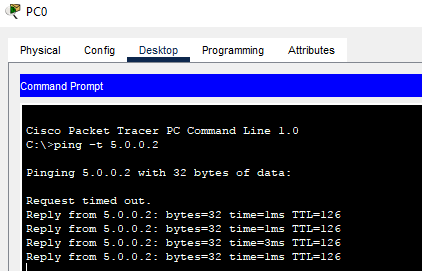 PC0
Physical Config Desktop Programming Attributes
Command Prompt
Cisco Packet Tracer PC Command Line 1.0
C:\>ping -t 5.0.0.2
Pinging 5.0.0.2 with 32 bytes of data:
Request timed out.
Reply from 5.0.0.2: bytes=32 time=1ms TTL=126
Reply from 5.0.0.2: bytes=32 time=1ms TTL=126
Reply from 5.0.0.2: bytes=32 time=3ms TTL=126
Reply from 5.0.0.2: bytes=32 time=1ms TTL=126